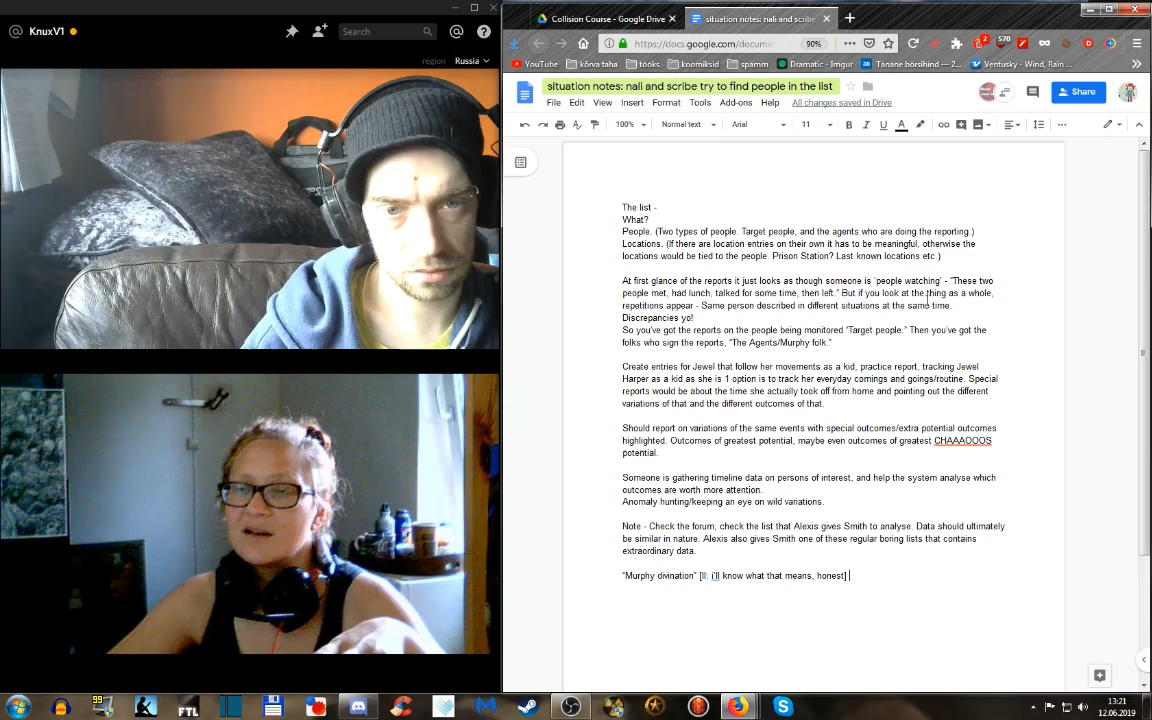 KnuxV1
Search
region Russia
Collision Course - Google Drive
situation notes: nali and scribe
https://docs.google.com/docume
90%
2
570
YouTube
kõrva taha
tööks
koomiksid
spämm
Dramatic - Imgur
Tänane börsihind — 2...
Ventusky - Wind, Rain ...
situation notes: nali and scribe try to find people in the list
File Edit View Insert Format Tools Add-ons Help All changes saved in Drive
Share
100% Normal text Arial 11 B I U A
The list -
What?
People. (Two types of people. Target people, and the agents who are doing the reporting.)
Locations. (If there are location entries on their own it has to be meaningful, otherwise the
locations would be tied to the people. Prison Station? Last known locations etc.)
At first glance of the reports it just looks as though someone is ‘people watching’ - “These two
people met, had lunch, talked for some time, then left.” But if you look at the thing as a whole,
repetitions appear - Same person described in different situations at the same time.
Discrepancies yo!
So you’ve got the reports on the people being monitored “Target people.” Then you’ve got the
folks who sign the reports, “The Agents/Murphy folk.”
Create entries for Jewel that follow her movements as a kid, practice report, tracking Jewel
Harper as a kid as she is 1 option is to track her everyday comings and goings/routine. Special
reports would be about the time she actually took off from home and pointing out the different
variations of that and the different outcomes of that.
Should report on variations of the same events with special outcomes/extra potential outcomes
highlighted. Outcomes of greatest potential, maybe even outcomes of greatest CHAAAOOOS
potential.
Someone is gathering timeline data on persons of interest, and help the system analyse which
outcomes are worth more attention.
Anomaly hunting/keeping an eye on wild variations.
Note - Check the forum, check the list that Alexis gives Smith to analyse. Data should ultimately
be similar in nature. Alexis also gives Smith one of these regular boring lists that contains
extraordinary data.
“Murphy divination” [ll: i’ll know what that means, honest]
99
FTL
13:21
12.06.2019